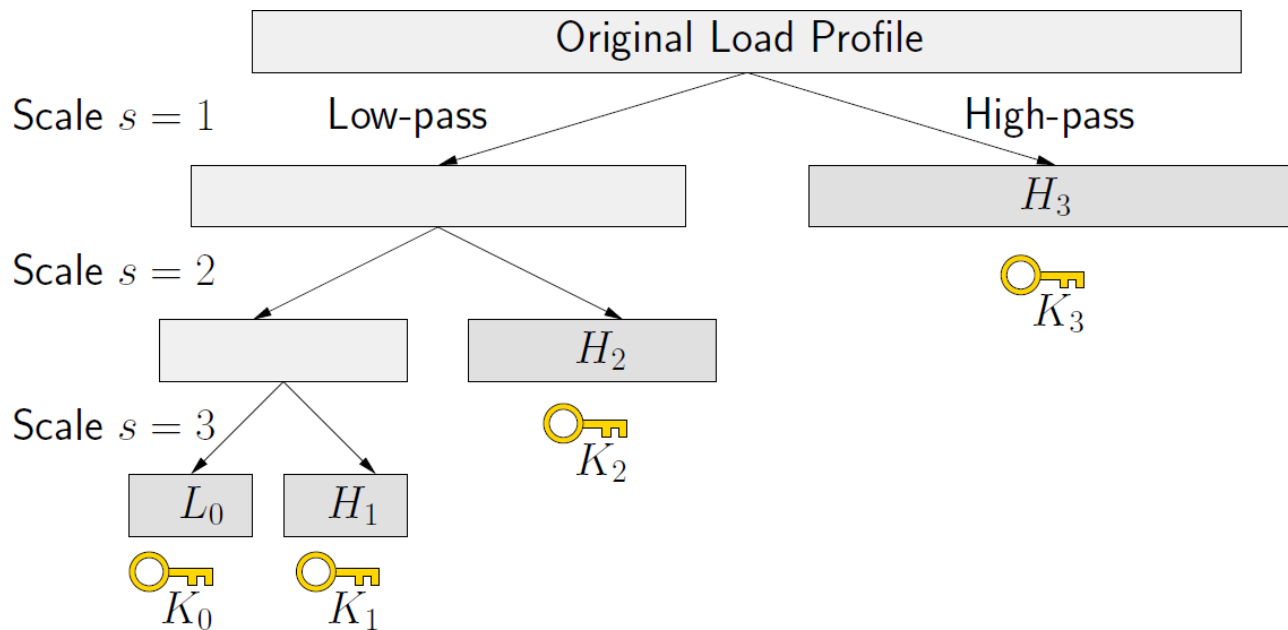 Original Load Profile
Scale s = 1
Low-pass
High-pass
H₃
Scale s = 2
K₃
H₂
Scale s = 3
K₂
L₀
H₁
K₀
K₁